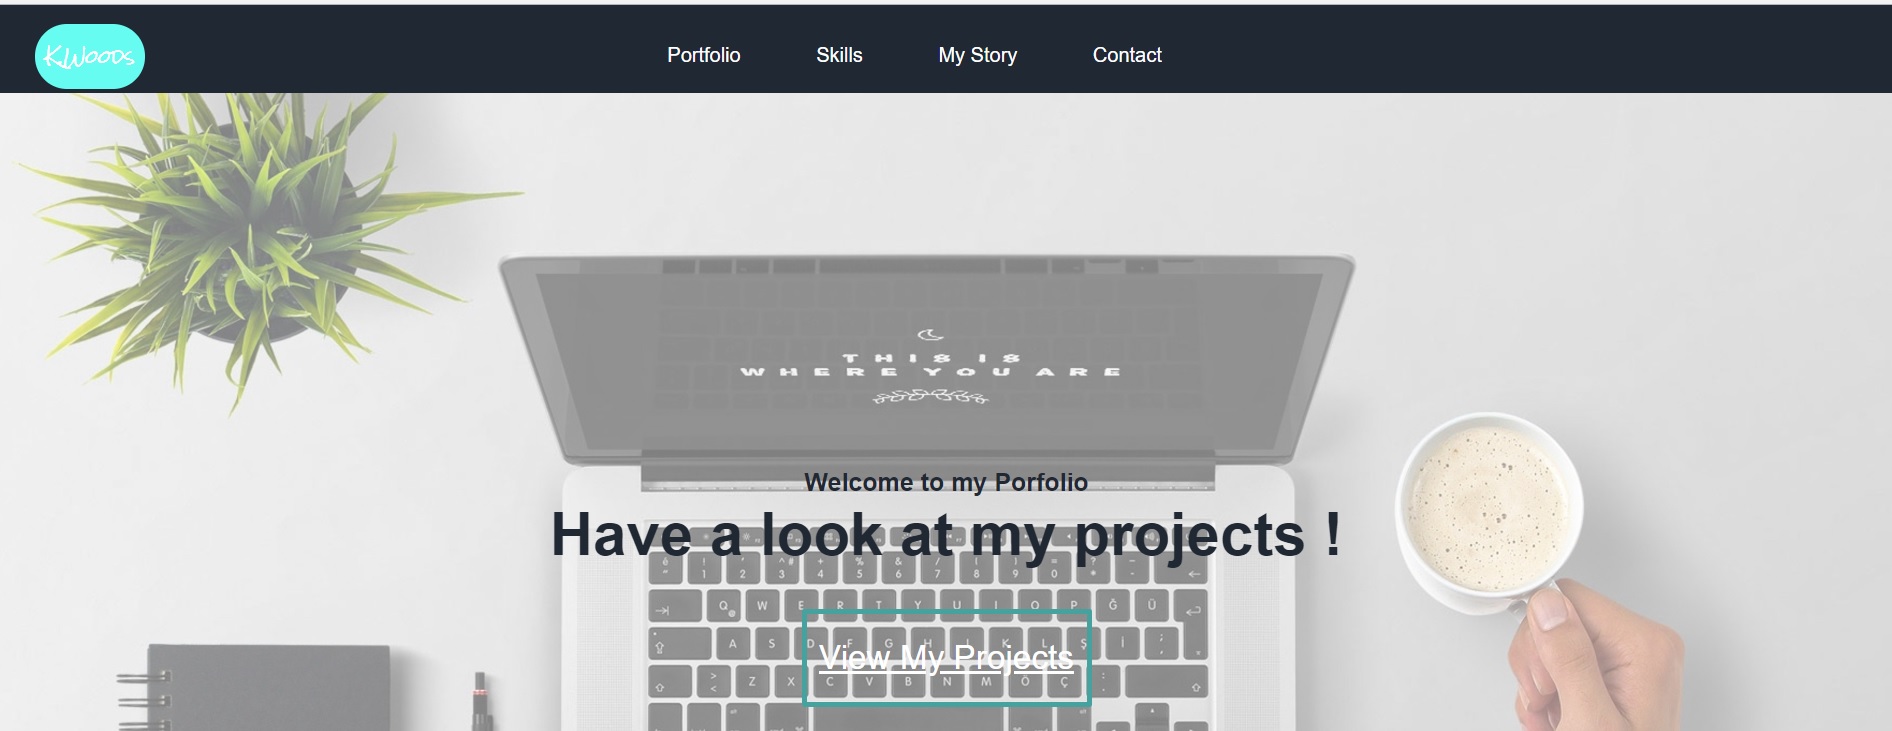 KWoods
Portfolio Skills My Story Contact
THIS IS
WHERE YOU ARE
Welcome to my Porfolio
Have a look at my projects !
Q W E R T Y U I O P Ğ Ü
A S D F G H J K L Ş İ
View My Projects
Z X C V B N M Ö Ç